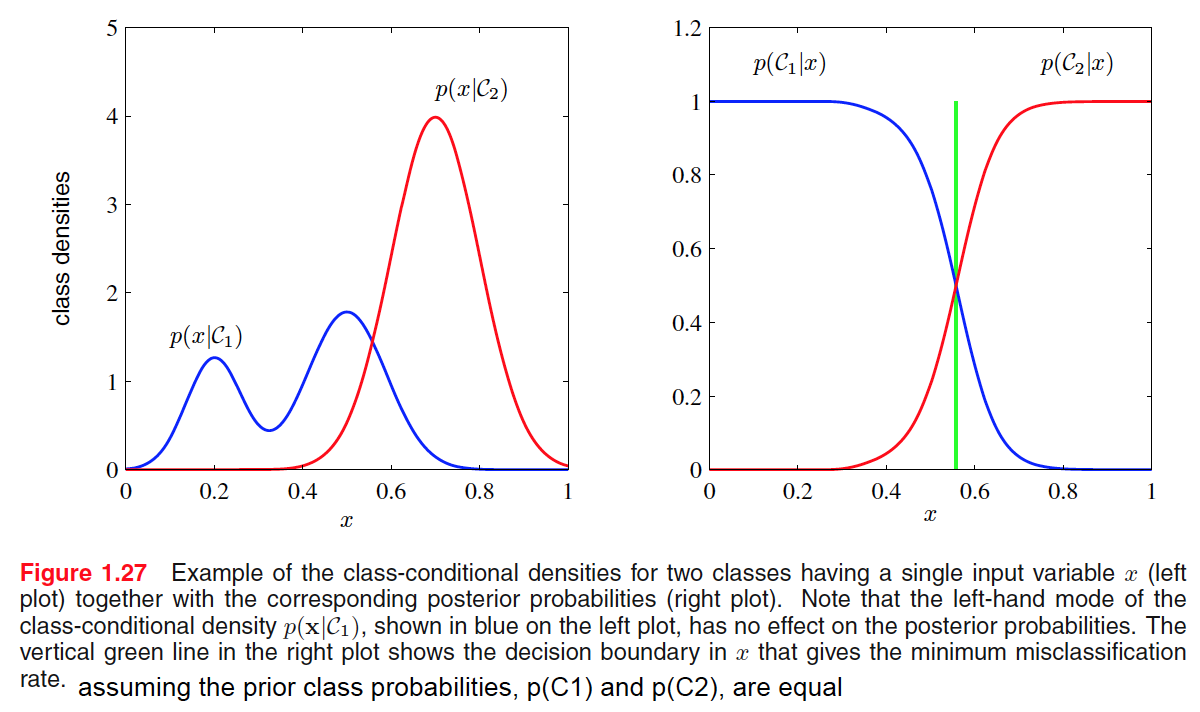 5
4
3
2
1
0
0
0.2
0.4
0.6
0.8
1
class densities
x
p(x|C₁)
p(x|C₂)
1.2
1
0.8
0.6
0.4
0.2
0
0
0.2
0.4
0.6
0.8
1
x
p(C₁|x)
p(C₂|x)
Figure 1.27 Example of the class-conditional densities for two classes having a single input variable x (left
plot) together with the corresponding posterior probabilities (right plot). Note that the left-hand mode of the
class-conditional density p(x|C₁), shown in blue on the left plot, has no effect on the posterior probabilities. The
vertical green line in the right plot shows the decision boundary in x that gives the minimum misclassification
rate. assuming the prior class probabilities, p(C1) and p(C2), are equal